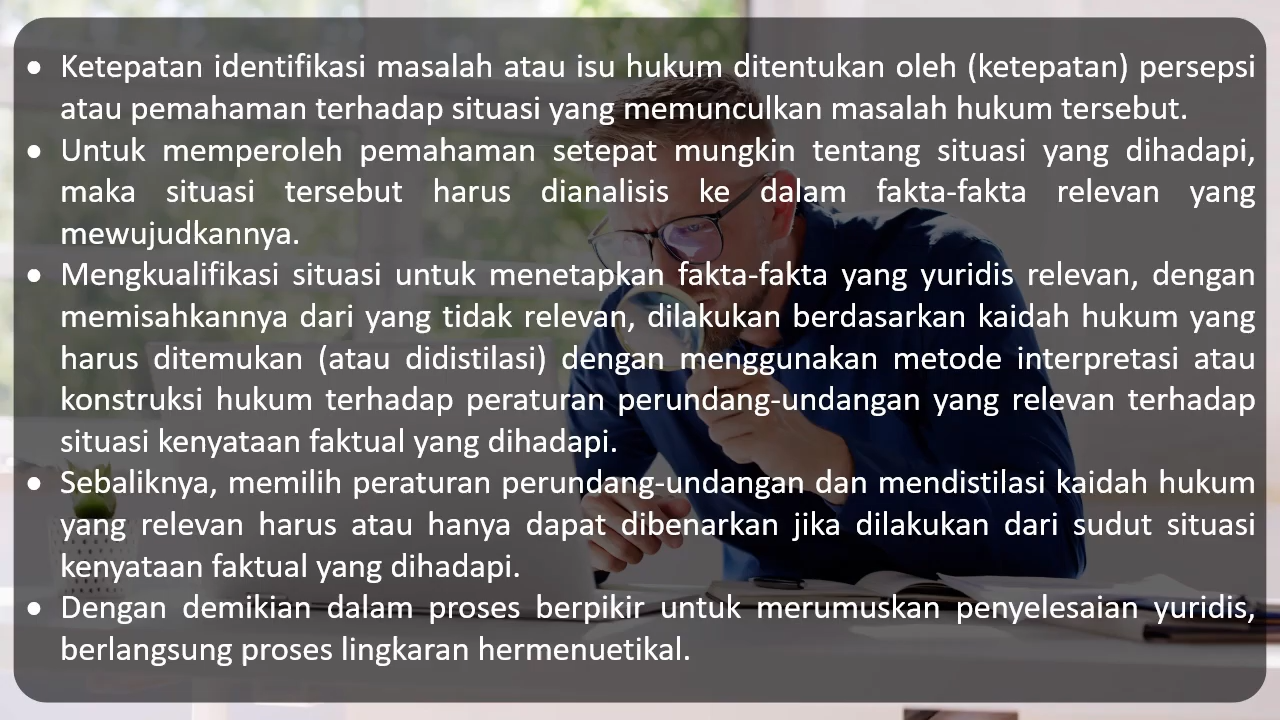 • Ketepatan identifikasi masalah atau isu hukum ditentukan oleh (ketepatan) persepsi
atau pemahaman terhadap situasi yang memunculkan masalah hukum tersebut.
• Untuk memperoleh pemahaman setepat mungkin tentang situasi yang dihadapi,
maka situasi tersebut harus dianalisis ke dalam fakta-fakta relevan yang
mewujudkannya.
• Mengkualifikasi situasi untuk menetapkan fakta-fakta yang yuridis relevan, dengan
memisahkannya dari yang tidak relevan, dilakukan berdasarkan kaidah hukum yang
harus ditemukan (atau didistilasi) dengan menggunakan metode interpretasi atau
konstruksi hukum terhadap peraturan perundang-undangan yang relevan terhadap
situasi kenyataan faktual yang dihadapi.
• Sebaliknya, memilih peraturan perundang-undangan dan mendistilasi kaidah hukum
yang relevan harus atau hanya dapat dibenarkan jika dilakukan dari sudut situasi
kenyataan faktual yang dihadapi.
• Dengan demikian dalam proses berpikir untuk merumuskan penyelesaian yuridis,
berlangsung proses lingkaran hermenuetikal.